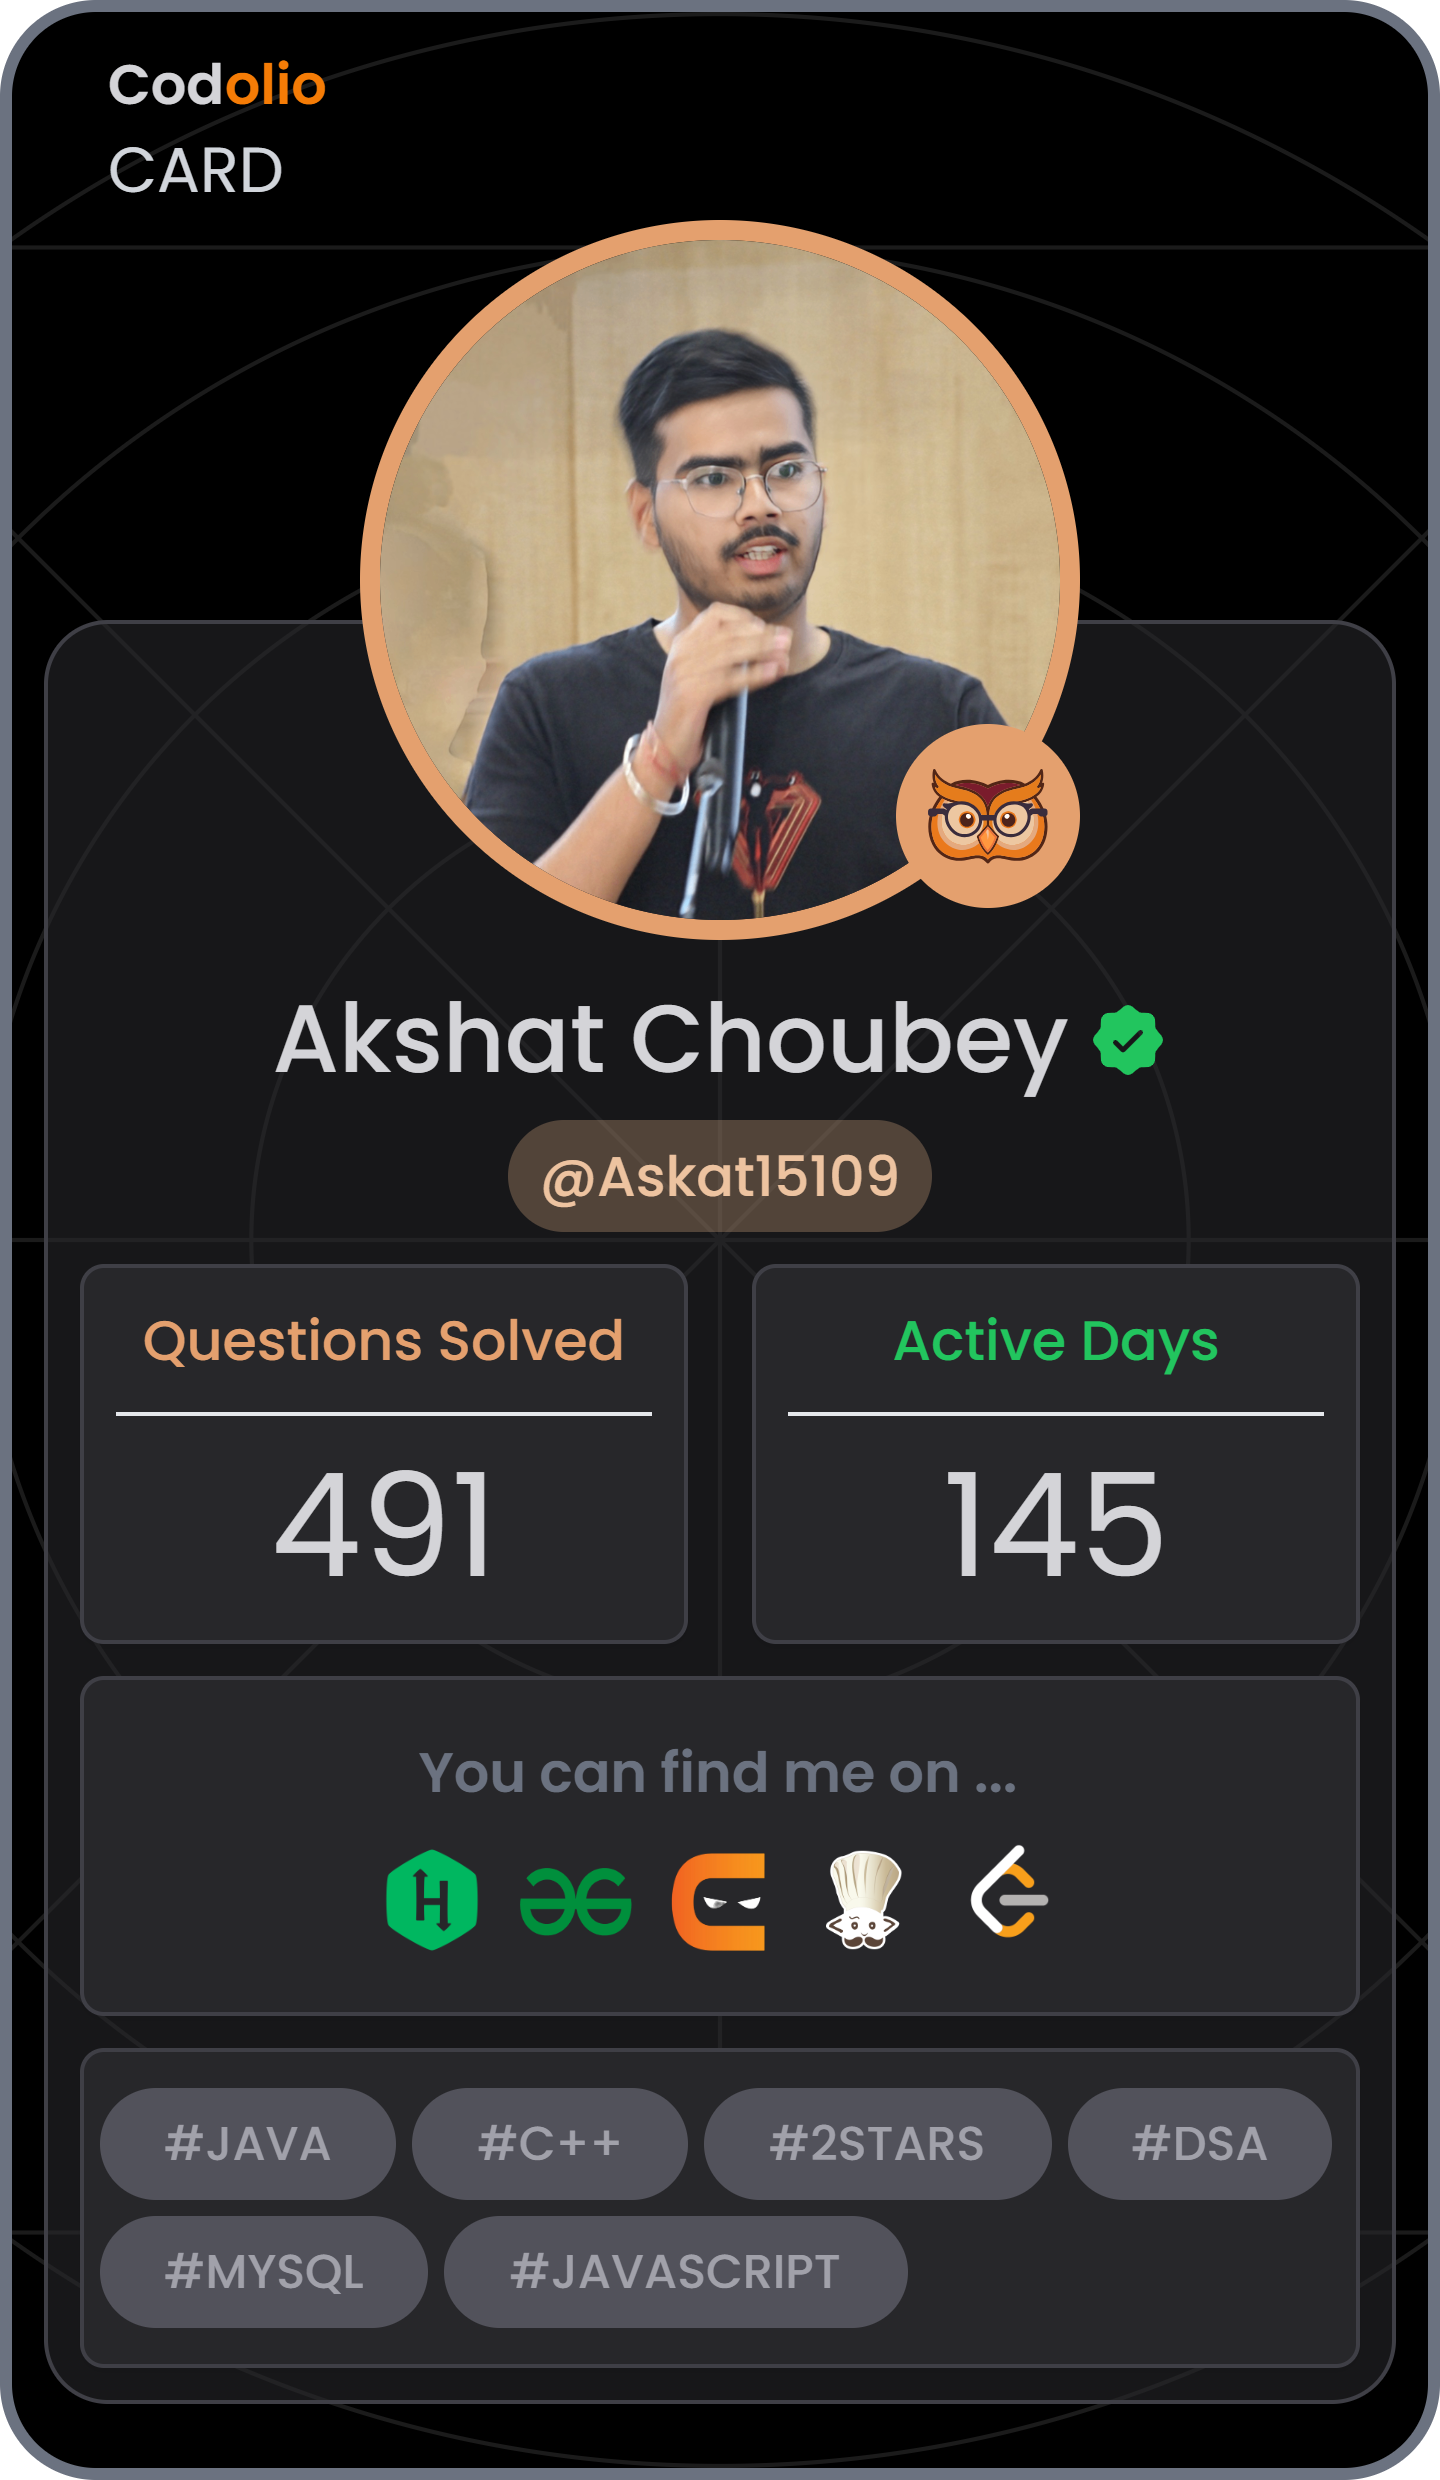 Codolio
CARD
Akshat Choubey
@Askat15109
Questions Solved
Active Days
491
145
You can find me on ...
H
#JAVA #C++ #2STARS #DSA
#MYSQL #JAVASCRIPT